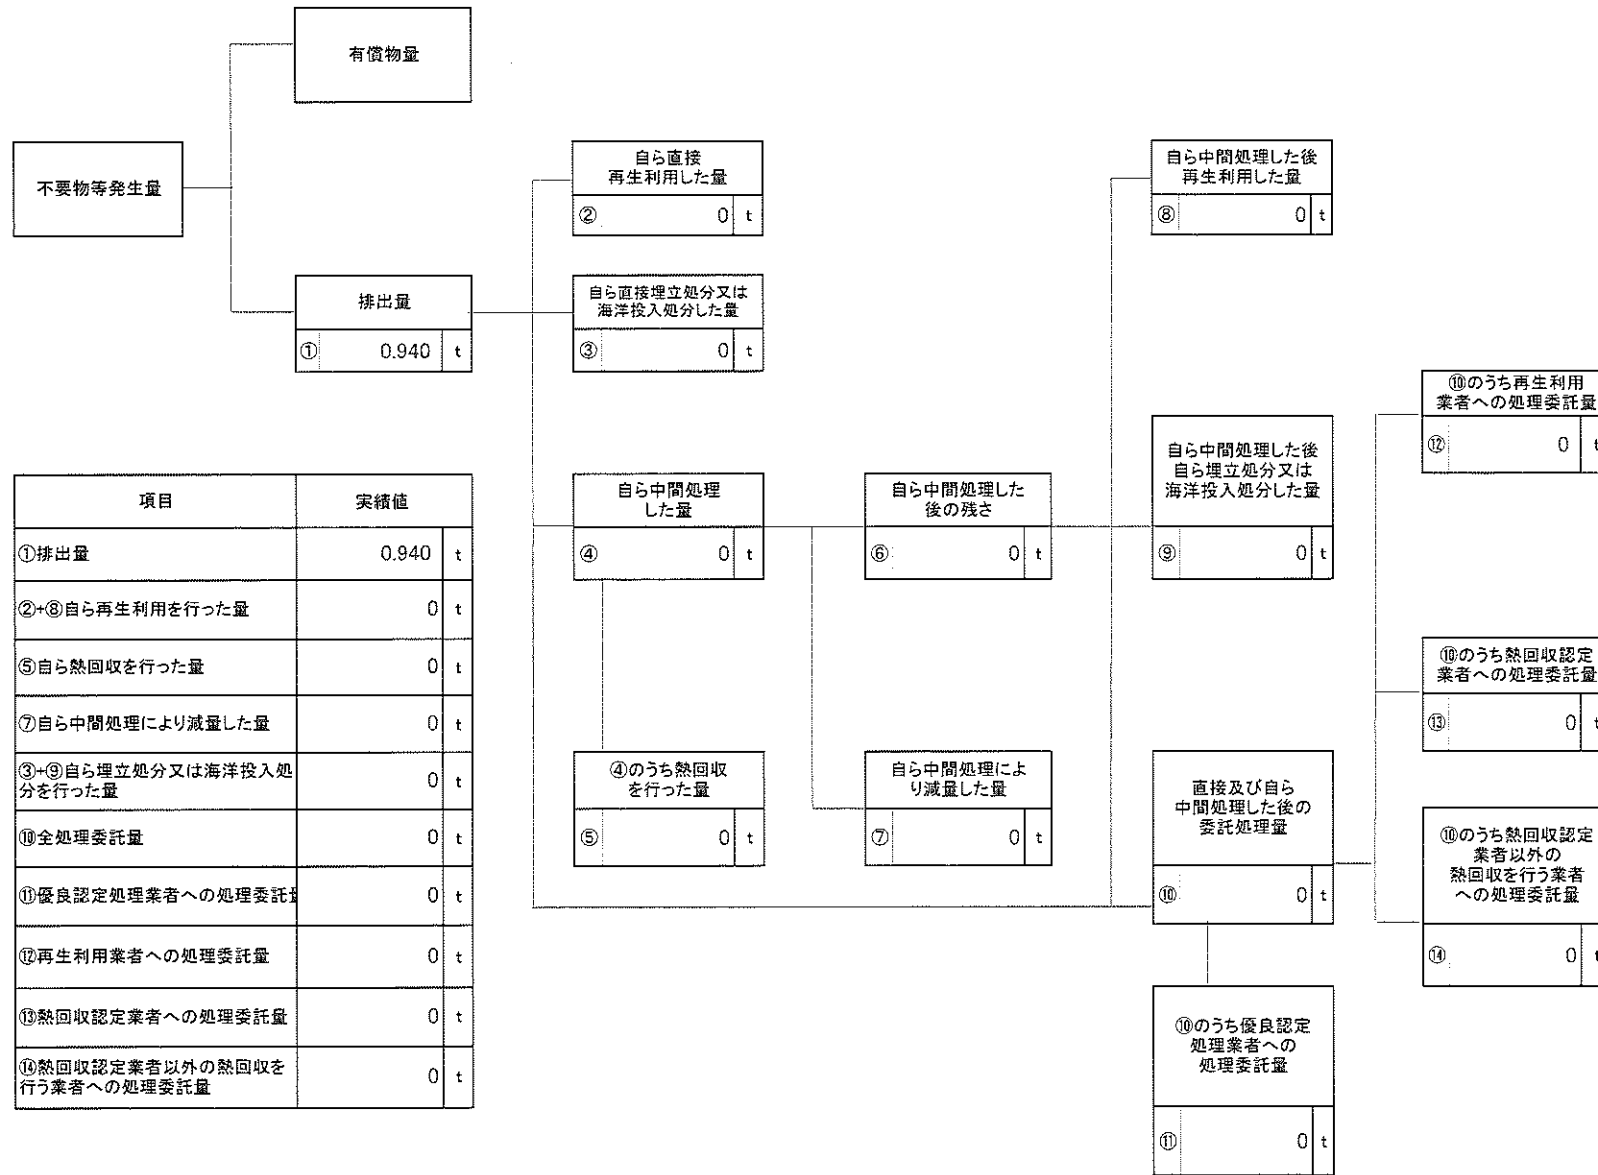 有償物量
不要物等発生量
排出量
① 0.940 t
自ら直接
再生利用した量
② 0 t
自ら直接埋立処分又は
海洋投入処分した量
③ 0 t
自ら中間処理
した量
④ 0 t
④のうち熱回収
を行った量
⑤ 0 t
自ら中間処理した
後の残さ
⑥ 0 t
自ら中間処理によ
り減量した量
⑦ 0 t
自ら中間処理した後
再生利用した量
⑧ 0 t
自ら中間処理した後
自ら埋立処分又は
海洋投入処分した量
⑨ 0 t
直接及び自ら
中間処理した後の
委託処理量
⑩ 0 t
⑩のうち優良認定
処理業者への
処理委託量
⑪ 0 t
⑩のうち再生利用
業者への処理委託量
⑫ 0 t
⑩のうち熱回収認定
業者への処理委託量
⑬ 0 t
⑩のうち熱回収認定
業者以外の
熱回収を行う業者
への処理委託量
⑭ 0 t
項目 実績値
①排出量 0.940 t
②+⑧自ら再生利用を行った量 0 t
⑤自ら熱回収を行った量 0 t
⑦自ら中間処理により減量した量 0 t
③+⑨自ら埋立処分又は海洋投入処
分を行った量 0 t
⑩全処理委託量 0 t
⑪優良認定処理業者への処理委託量 0 t
⑫再生利用業者への処理委託量 0 t
⑬熱回収認定業者への処理委託量 0 t
⑭熱回収認定業者以外の熱回収を
行う業者への処理委託量 0 t